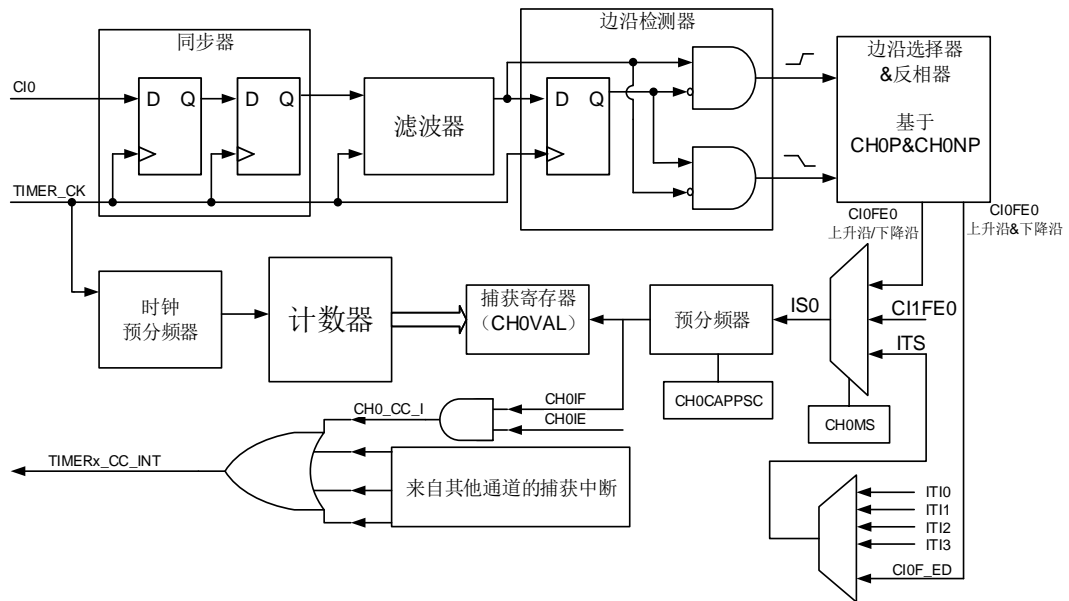 同步器
边沿检测器
CI0
D Q
D Q
滤波器
D Q
边沿选择器
&反相器
基于
CH0P&CH0NP
TIMER_CK
CI0FE0
上升沿/下降沿
CI0FE0
上升沿&下降沿
时钟
预分频器
计数器
捕获寄存器
（CH0VAL）
预分频器
IS0
CI1FE0
ITS
CH0CAPPSC
CH0MS
CH0_CC_I
CH0IF
CH0IE
TIMERx_CC_INT
来自其他通道的捕获中断
ITI0
ITI1
ITI2
ITI3
CI0F_ED